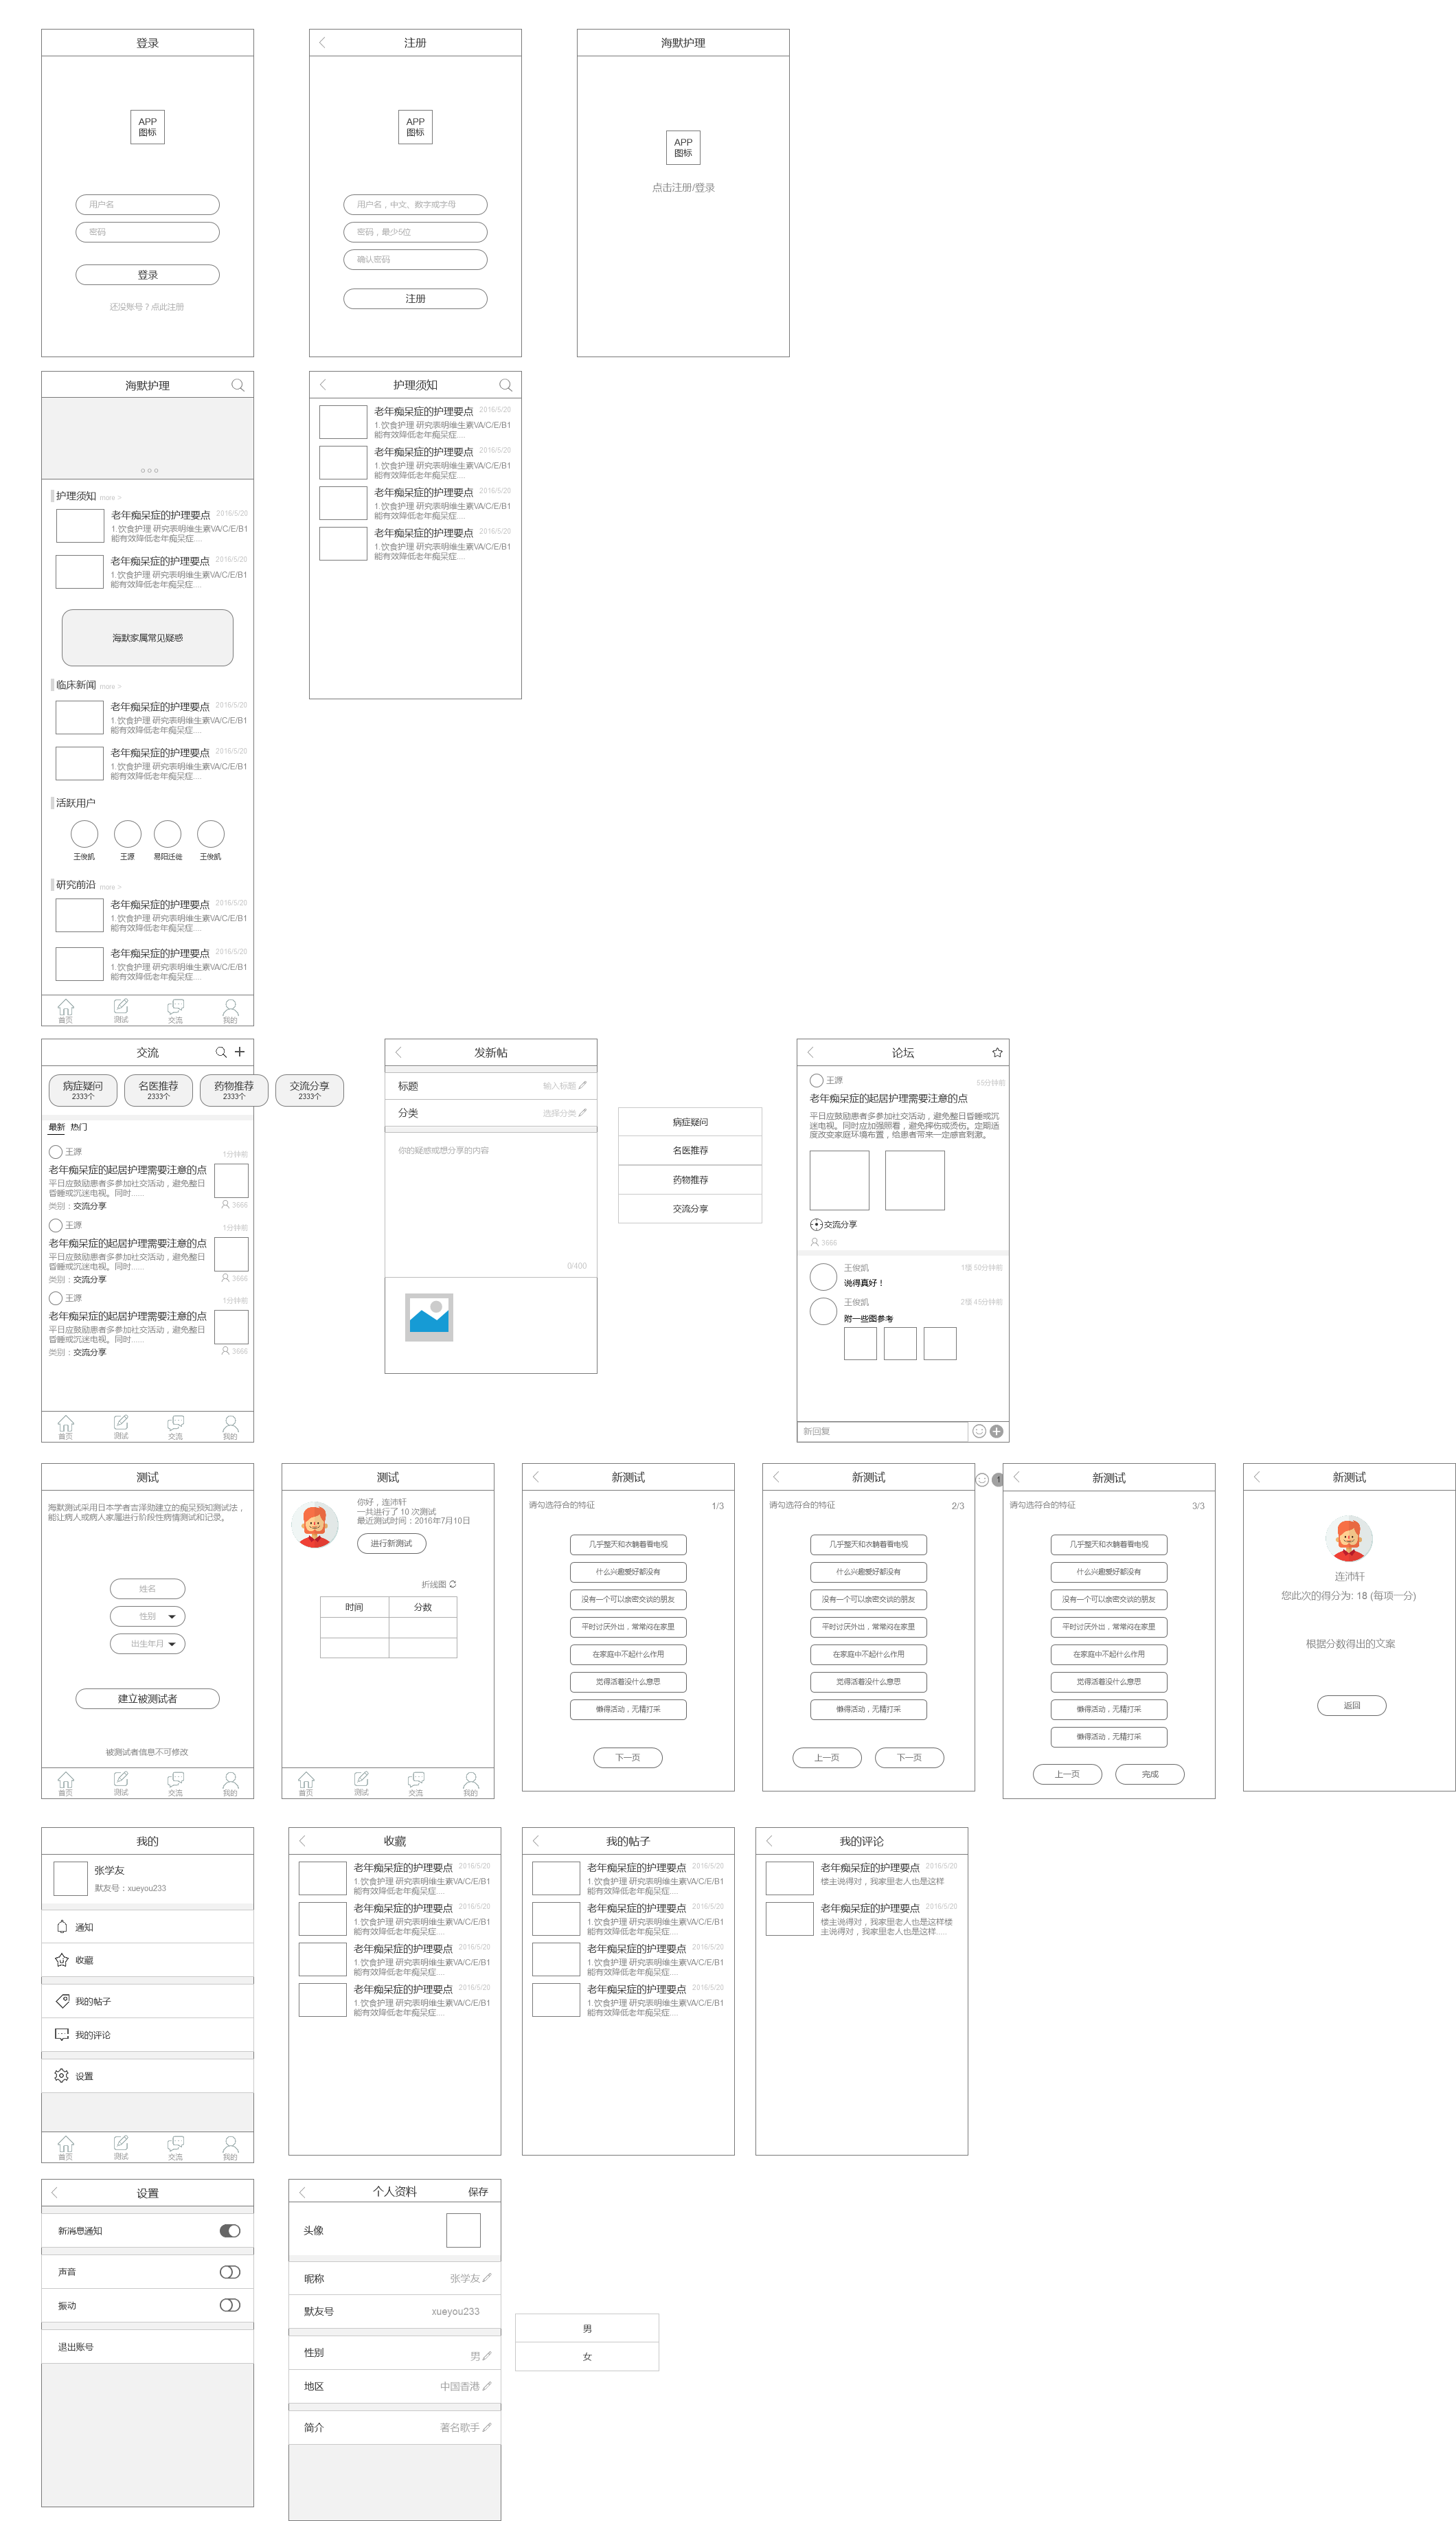 登录
APP
图标
用户名
密码
登录
还没账号？点此注册
注册
APP
图标
用户名，中文、数字或字母
密码，最少5位
确认密码
注册
海默护理
APP
图标
点击注册/登录
海默护理
护理须知 more >
老年痴呆症的护理要点 2016/5/20
1.饮食护理 研究表明维生素VA/C/E/B1
能有效降低老年痴呆症....
老年痴呆症的护理要点 2016/5/20
1.饮食护理 研究表明维生素VA/C/E/B1
能有效降低老年痴呆症....
海默家属常见疑惑
临床新闻 more >
老年痴呆症的护理要点 2016/5/20
1.饮食护理 研究表明维生素VA/C/E/B1
能有效降低老年痴呆症....
老年痴呆症的护理要点 2016/5/20
1.饮食护理 研究表明维生素VA/C/E/B1
能有效降低老年痴呆症....
活跃用户
王俊凯 王源 易阳迁徙 王俊凯
研究前沿 more >
老年痴呆症的护理要点 2016/5/20
1.饮食护理 研究表明维生素VA/C/E/B1
能有效降低老年痴呆症....
老年痴呆症的护理要点 2016/5/20
1.饮食护理 研究表明维生素VA/C/E/B1
能有效降低老年痴呆症....
首页 测试 交流 我的
护理须知
老年痴呆症的护理要点 2016/5/20
1.饮食护理 研究表明维生素VA/C/E/B1
能有效降低老年痴呆症....
老年痴呆症的护理要点 2016/5/20
1.饮食护理 研究表明维生素VA/C/E/B1
能有效降低老年痴呆症....
老年痴呆症的护理要点 2016/5/20
1.饮食护理 研究表明维生素VA/C/E/B1
能有效降低老年痴呆症....
老年痴呆症的护理要点 2016/5/20
1.饮食护理 研究表明维生素VA/C/E/B1
能有效降低老年痴呆症....
交流
病症疑问 名医推荐 药物推荐 交流分享
2333个 2333个 2333个 2333个
最新 热门
王源 1分钟前
老年痴呆症的起居护理需要注意的点
平日应鼓励患者多参加社交活动，避免整日
昏睡或沉迷电视。同时......
类别：交流分享 3666
王源 1分钟前
老年痴呆症的起居护理需要注意的点
平日应鼓励患者多参加社交活动，避免整日
昏睡或沉迷电视。同时......
类别：交流分享 3666
王源 1分钟前
老年痴呆症的起居护理需要注意的点
平日应鼓励患者多参加社交活动，避免整日
昏睡或沉迷电视。同时......
类别：交流分享 3666
首页 测试 交流 我的
发新帖
标题 输入标题
分类 选择分类
你的疑惑或想分享的内容
0/400
病症疑问
名医推荐
药物推荐
交流分享
论坛
王源 55分钟前
老年痴呆症的起居护理需要注意的点
平日应鼓励患者多参加社交活动，避免整日昏睡或沉
迷电视。同时应加强照看，避免摔伤或烫伤。定期适
度改变家庭环境布置，给患者带来一定感官刺激。
交流分享
3666
王俊凯 1楼 50分钟前
说得真好！
王俊凯 2楼 45分钟前
附一些图参考
新回复
测试
海默测试采用日本学者吉泽勋建立的痴呆预知测试法，
能让病人或病人家属进行阶段性病情测试和记录。
姓名
性别
出生年月
建立被测试者
被测试者信息不可修改
首页 测试 交流 我的
测试
你好，连沛轩
一共进行了 10 次测试
最近测试时间：2016年7月10日
进行新测试
折线图
时间 分数
首页 测试 交流 我的
新测试
请勾选符合的特征 1/3
几乎整天和衣躺着看电视
什么兴趣爱好都没有
没有一个可以亲密交谈的朋友
平时讨厌外出，常常闷在家里
在家庭中不起什么作用
觉得活着没什么意思
懒得活动，无精打采
下一页
新测试
请勾选符合的特征 2/3
几乎整天和衣躺着看电视
什么兴趣爱好都没有
没有一个可以亲密交谈的朋友
平时讨厌外出，常常闷在家里
在家庭中不起什么作用
觉得活着没什么意思
懒得活动，无精打采
上一页 下一页
1
新测试
请勾选符合的特征 3/3
几乎整天和衣躺着看电视
什么兴趣爱好都没有
没有一个可以亲密交谈的朋友
平时讨厌外出，常常闷在家里
在家庭中不起什么作用
觉得活着没什么意思
懒得活动，无精打采
懒得活动，无精打采
上一页 完成
新测试
连沛轩
您此次的得分为: 18 (每项一分)
根据分数得出的文案
返回
我的
张学友
默友号：xueyou233
通知
收藏
我的帖子
我的评论
设置
首页 测试 交流 我的
收藏
老年痴呆症的护理要点 2016/5/20
1.饮食护理 研究表明维生素VA/C/E/B1
能有效降低老年痴呆症....
老年痴呆症的护理要点 2016/5/20
1.饮食护理 研究表明维生素VA/C/E/B1
能有效降低老年痴呆症....
老年痴呆症的护理要点 2016/5/20
1.饮食护理 研究表明维生素VA/C/E/B1
能有效降低老年痴呆症....
老年痴呆症的护理要点 2016/5/20
1.饮食护理 研究表明维生素VA/C/E/B1
能有效降低老年痴呆症....
我的帖子
老年痴呆症的护理要点 2016/5/20
1.饮食护理 研究表明维生素VA/C/E/B1
能有效降低老年痴呆症....
老年痴呆症的护理要点 2016/5/20
1.饮食护理 研究表明维生素VA/C/E/B1
能有效降低老年痴呆症....
老年痴呆症的护理要点 2016/5/20
1.饮食护理 研究表明维生素VA/C/E/B1
能有效降低老年痴呆症....
老年痴呆症的护理要点 2016/5/20
1.饮食护理 研究表明维生素VA/C/E/B1
能有效降低老年痴呆症....
我的评论
老年痴呆症的护理要点 2016/5/20
楼主说得对，我家里老人也是这样
老年痴呆症的护理要点 2016/5/20
楼主说得对，我家里老人也是这样楼
主说得对，我家里老人也是这样.....
设置
新消息通知
声音
振动
退出账号
个人资料 保存
头像
昵称 张学友
默友号 xueyou233
性别 男
地区 中国香港
简介 著名歌手
男
女